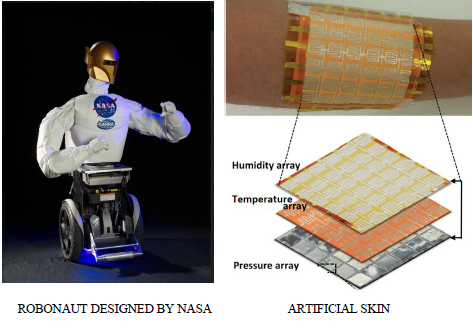 NASA
Humidity array
Temperature
array
Pressure array
ROBONAUT DESIGNED BY NASA
ARTIFICIAL SKIN